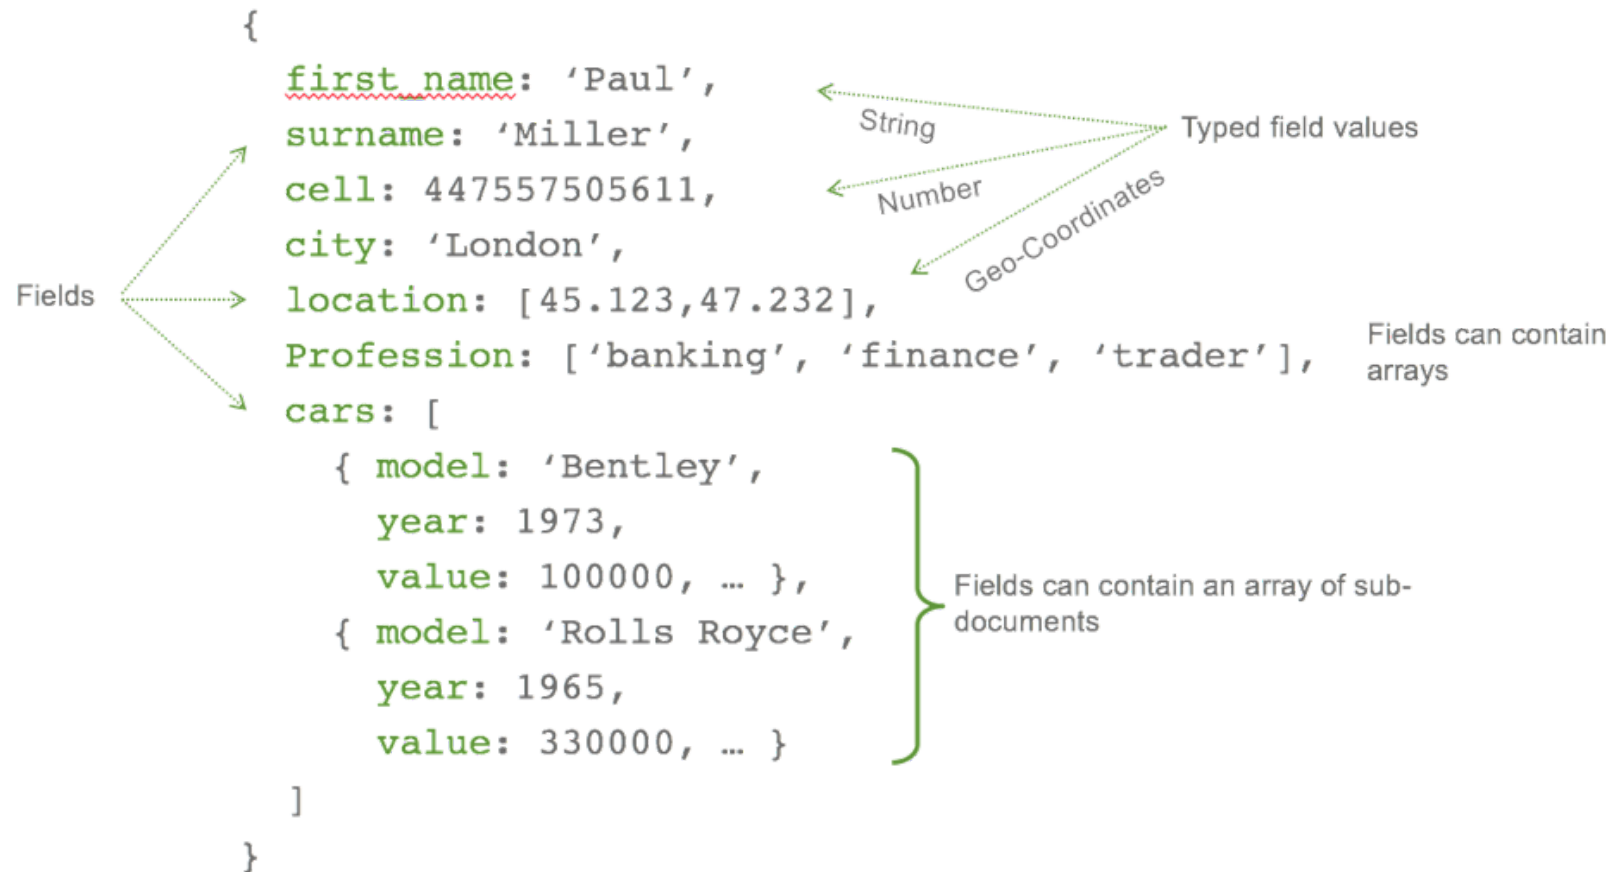 {
first_name: ‘Paul’,
surname: ‘Miller’,
cell: 447557505611,
city: ‘London’,
location: [45.123,47.232],
Profession: [‘banking’, ‘finance’, ‘trader’],
cars: [
{ model: ‘Bentley’,
year: 1973,
value: 100000, … },
{ model: ‘Rolls Royce’,
year: 1965,
value: 330000, … }
]
}
Fields
String
Number
Geo-Coordinates
Typed field values
Fields can contain
arrays
Fields can contain an array of sub-
documents